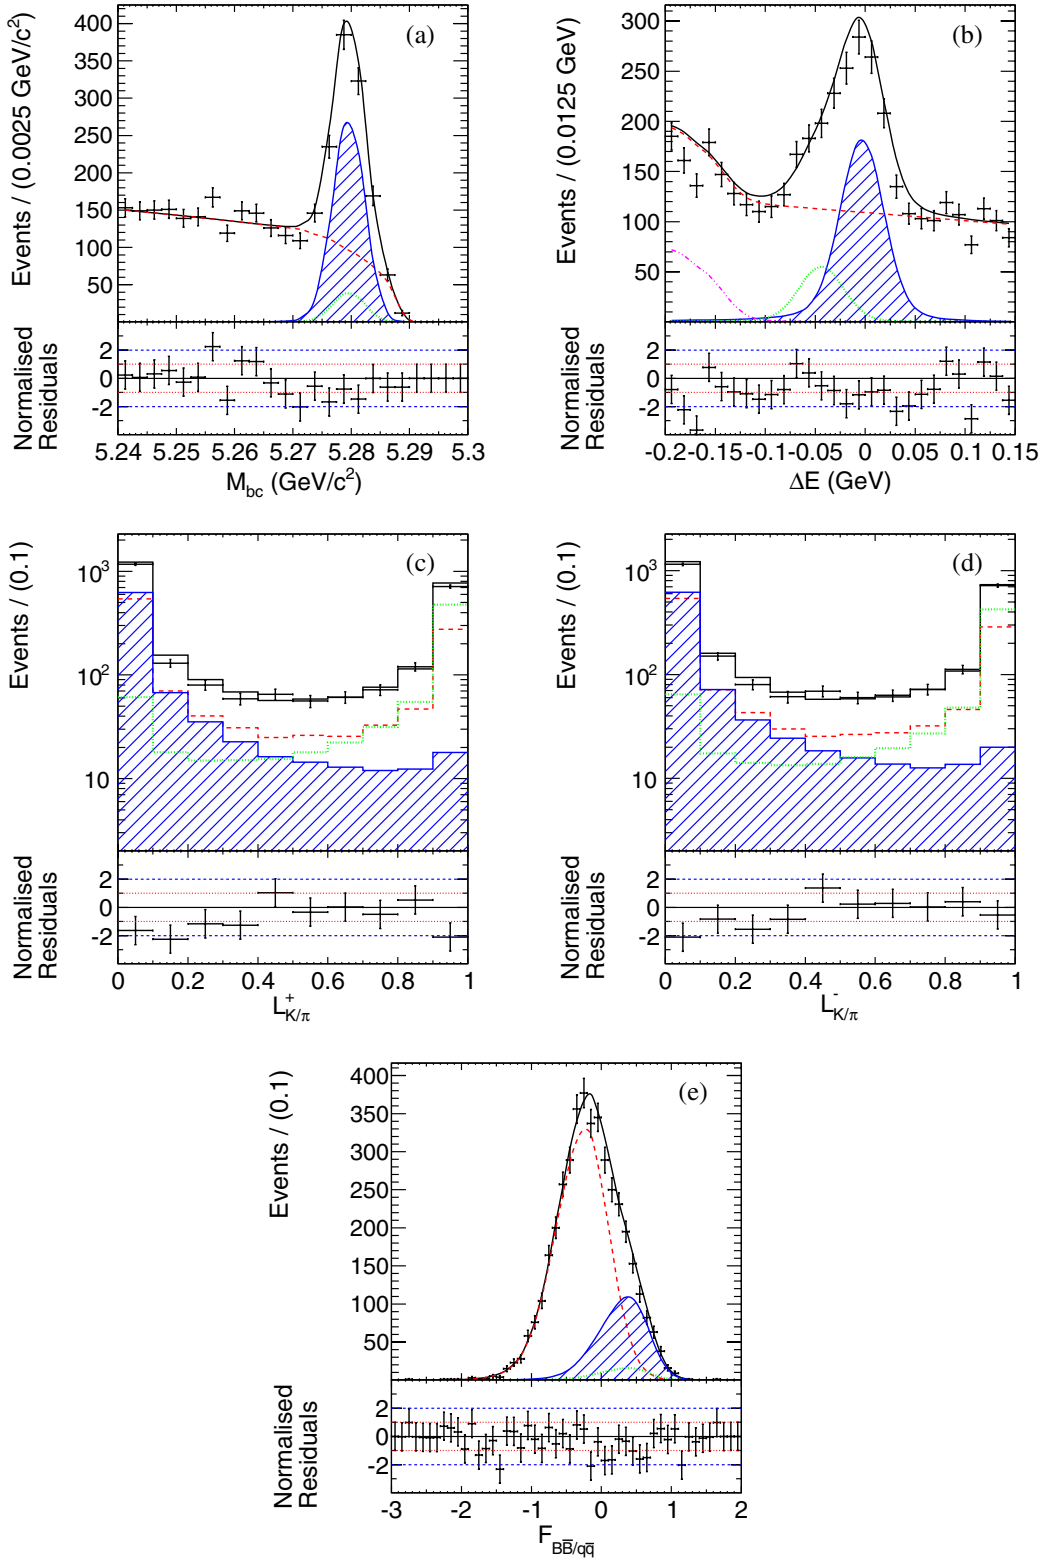 Events / (0.0025 GeV/c²)
400
350
300
250
200
150
100
50
(a)
Normalised
Residuals
2
0
-2
5.24 5.25 5.26 5.27 5.28 5.29 5.3
M_bc (GeV/c²)
Events / (0.0125 GeV)
300
250
200
150
100
50
(b)
Normalised
Residuals
2
0
-2
-0.2 -0.15 -0.1 -0.05 0 0.05 0.1 0.15
ΔE (GeV)
Events / (0.1)
10³
10²
10
(c)
Normalised
Residuals
2
0
-2
0 0.2 0.4 0.6 0.8 1
L⁺_K/π
Events / (0.1)
10³
10²
10
(d)
Normalised
Residuals
2
0
-2
0 0.2 0.4 0.6 0.8 1
L⁻_K/π
Events / (0.1)
400
350
300
250
200
150
100
50
(e)
Normalised
Residuals
2
0
-2
-3 -2 -1 0 1 2
F_BB̅/qq̅